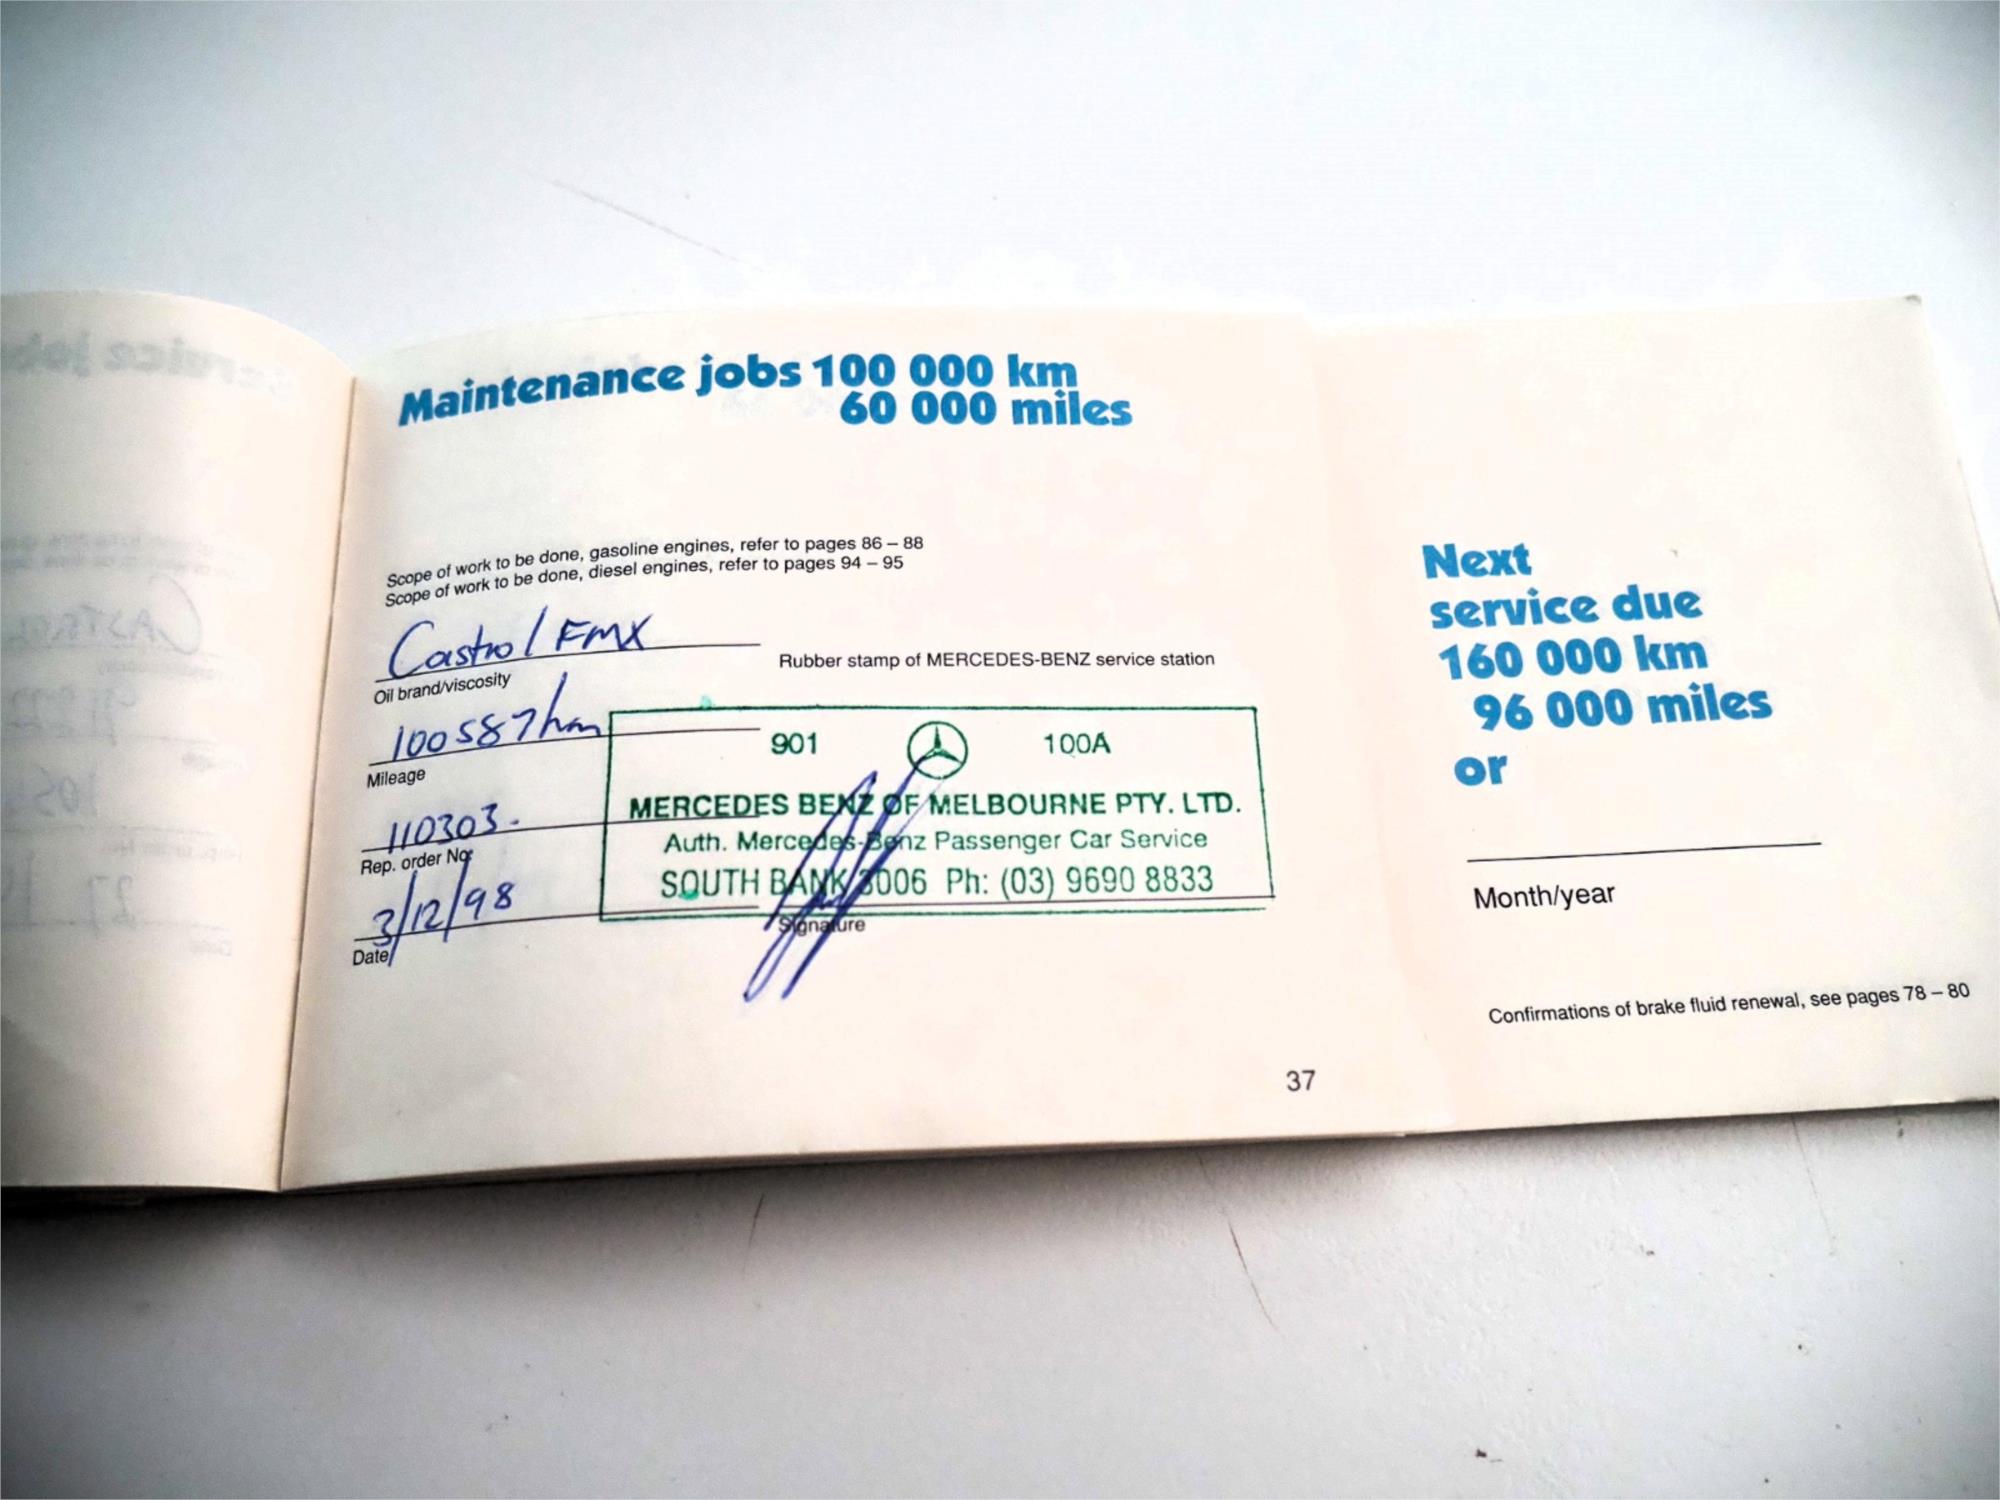 Maintenance jobs 100 000 km
60 000 miles
Scope of work to be done, gasoline engines, refer to pages 86 – 88
Scope of work to be done, diesel engines, refer to pages 94 – 95
Castrol FMX
Oil brand/viscosity
Rubber stamp of MERCEDES-BENZ service station
100587km
Mileage
110303.
Rep. order No:
3/12/98
Date
901 100A
MERCEDES BENZ OF MELBOURNE PTY. LTD.
Auth. Mercedes-Benz Passenger Car Service
SOUTH BANK 3006 Ph: (03) 9690 8833
Signature
37
Next
service due
160 000 km
96 000 miles
or
Month/year
Confirmations of brake fluid renewal, see pages 78 – 80